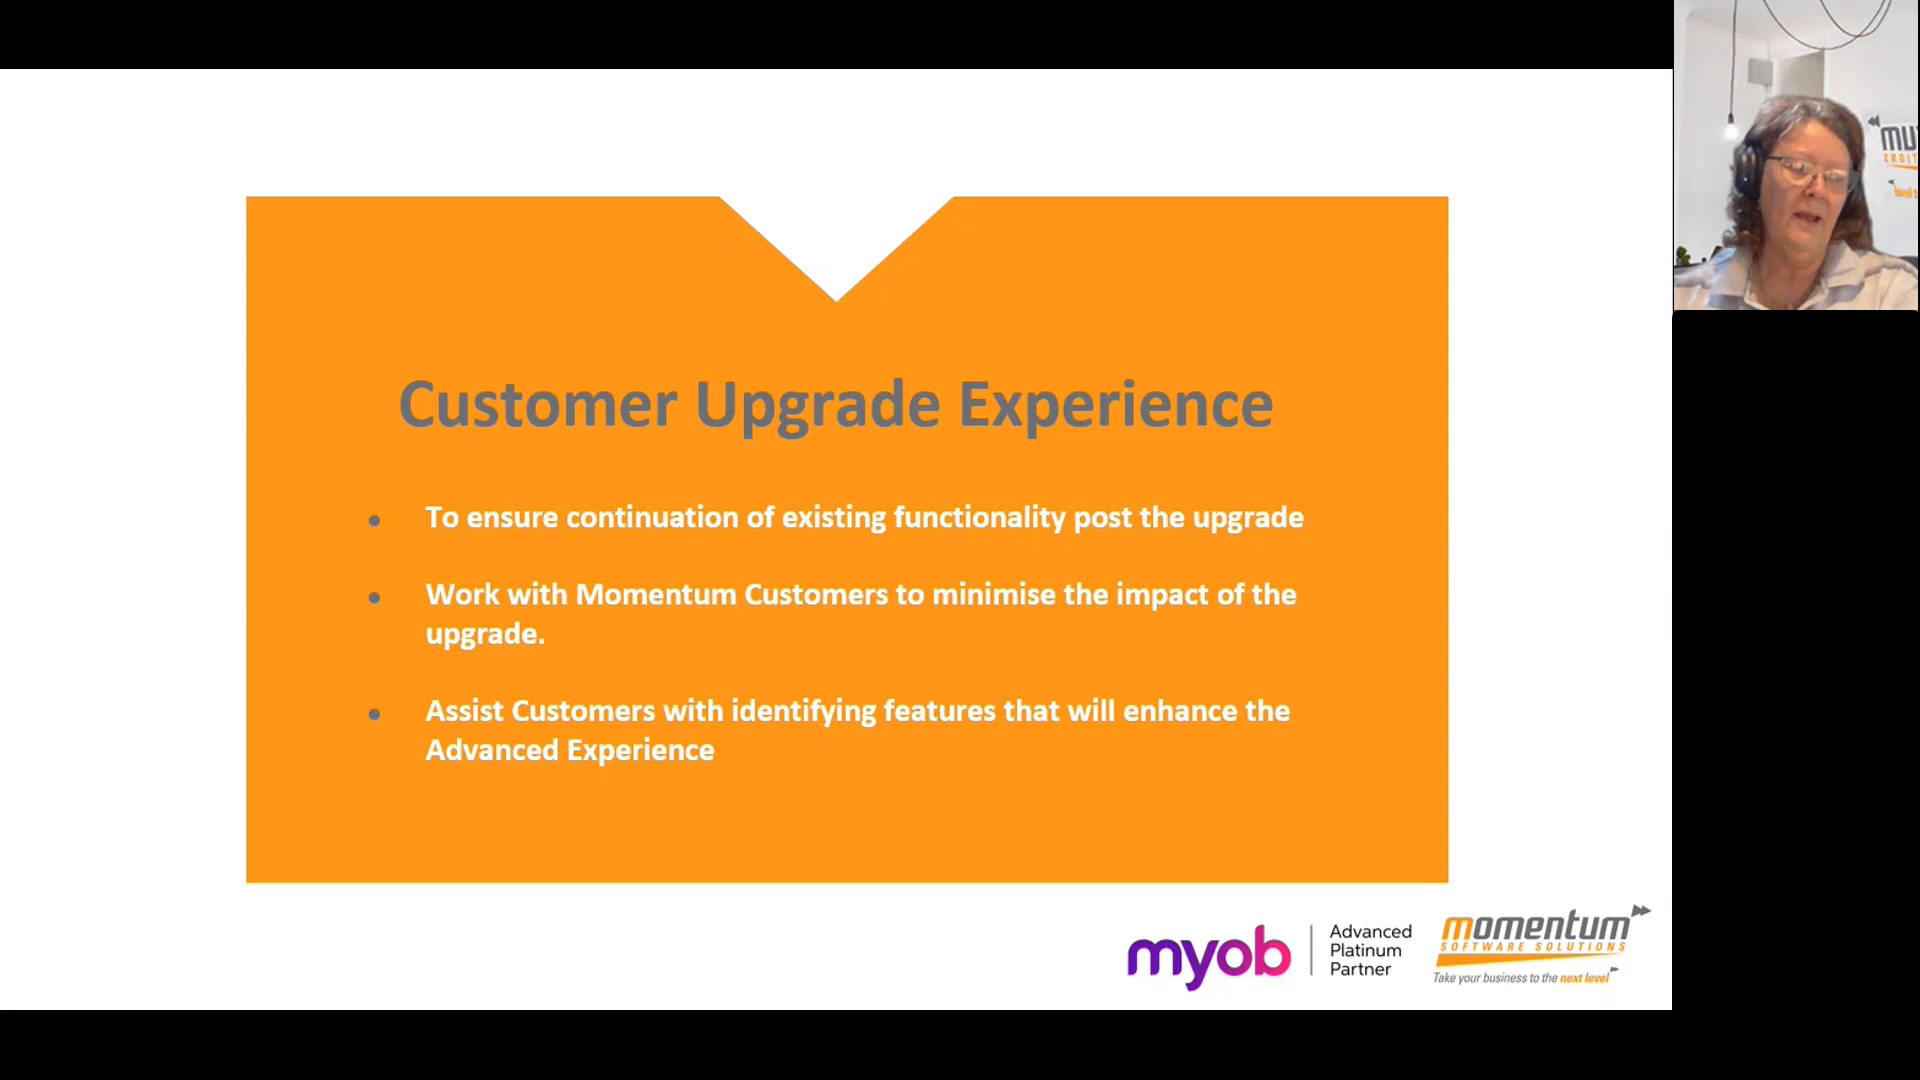 Customer Upgrade Experience
• To ensure continuation of existing functionality post the upgrade
• Work with Momentum Customers to minimise the impact of the
upgrade.
• Assist Customers with identifying features that will enhance the
Advanced Experience
myob
Advanced
Platinum
Partner
momentum
SOFTWARE SOLUTIONS
Take your business to the next level